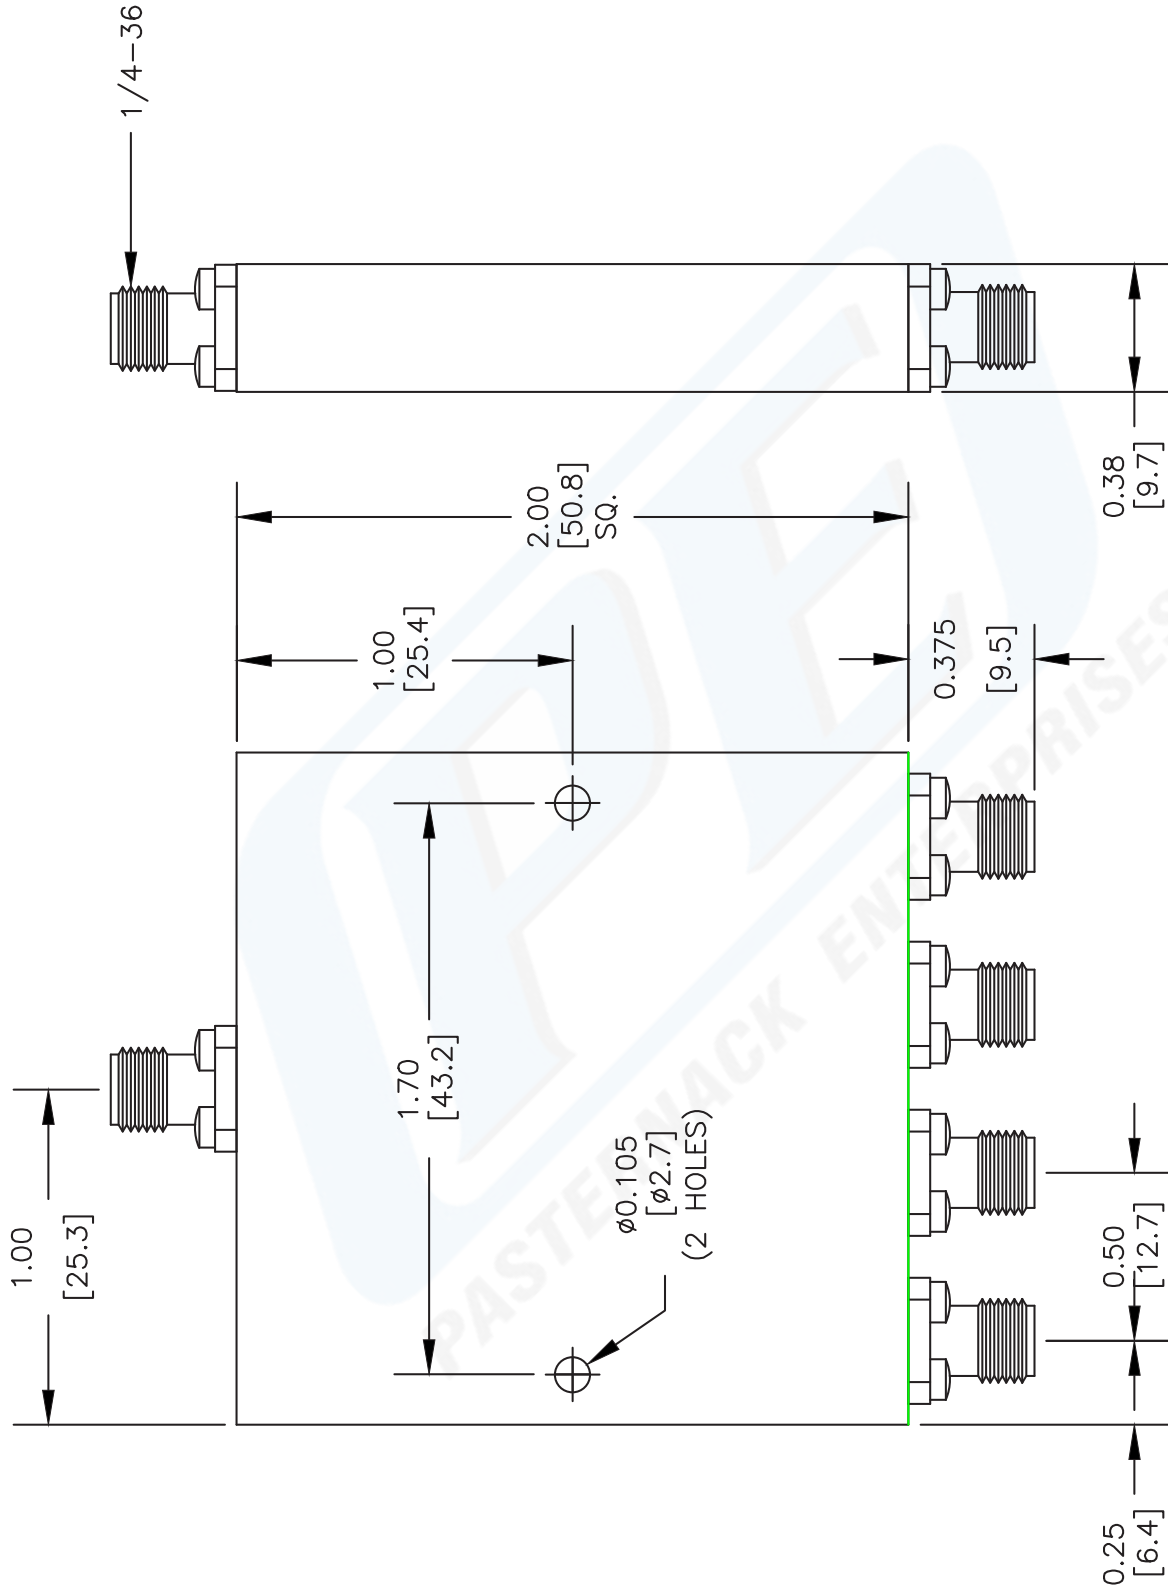 1/4-36
2.00
[50.8]
SQ.
1.00
[25.4]
0.38
[9.7]
0.375
[9.5]
1.70
[43.2]
1.00
[25.3]
ø0.105
[ø2.7]
(2 HOLES)
0.50
[12.7]
0.25
[6.4]
PEI
PASTERNACK ENTERPRISES